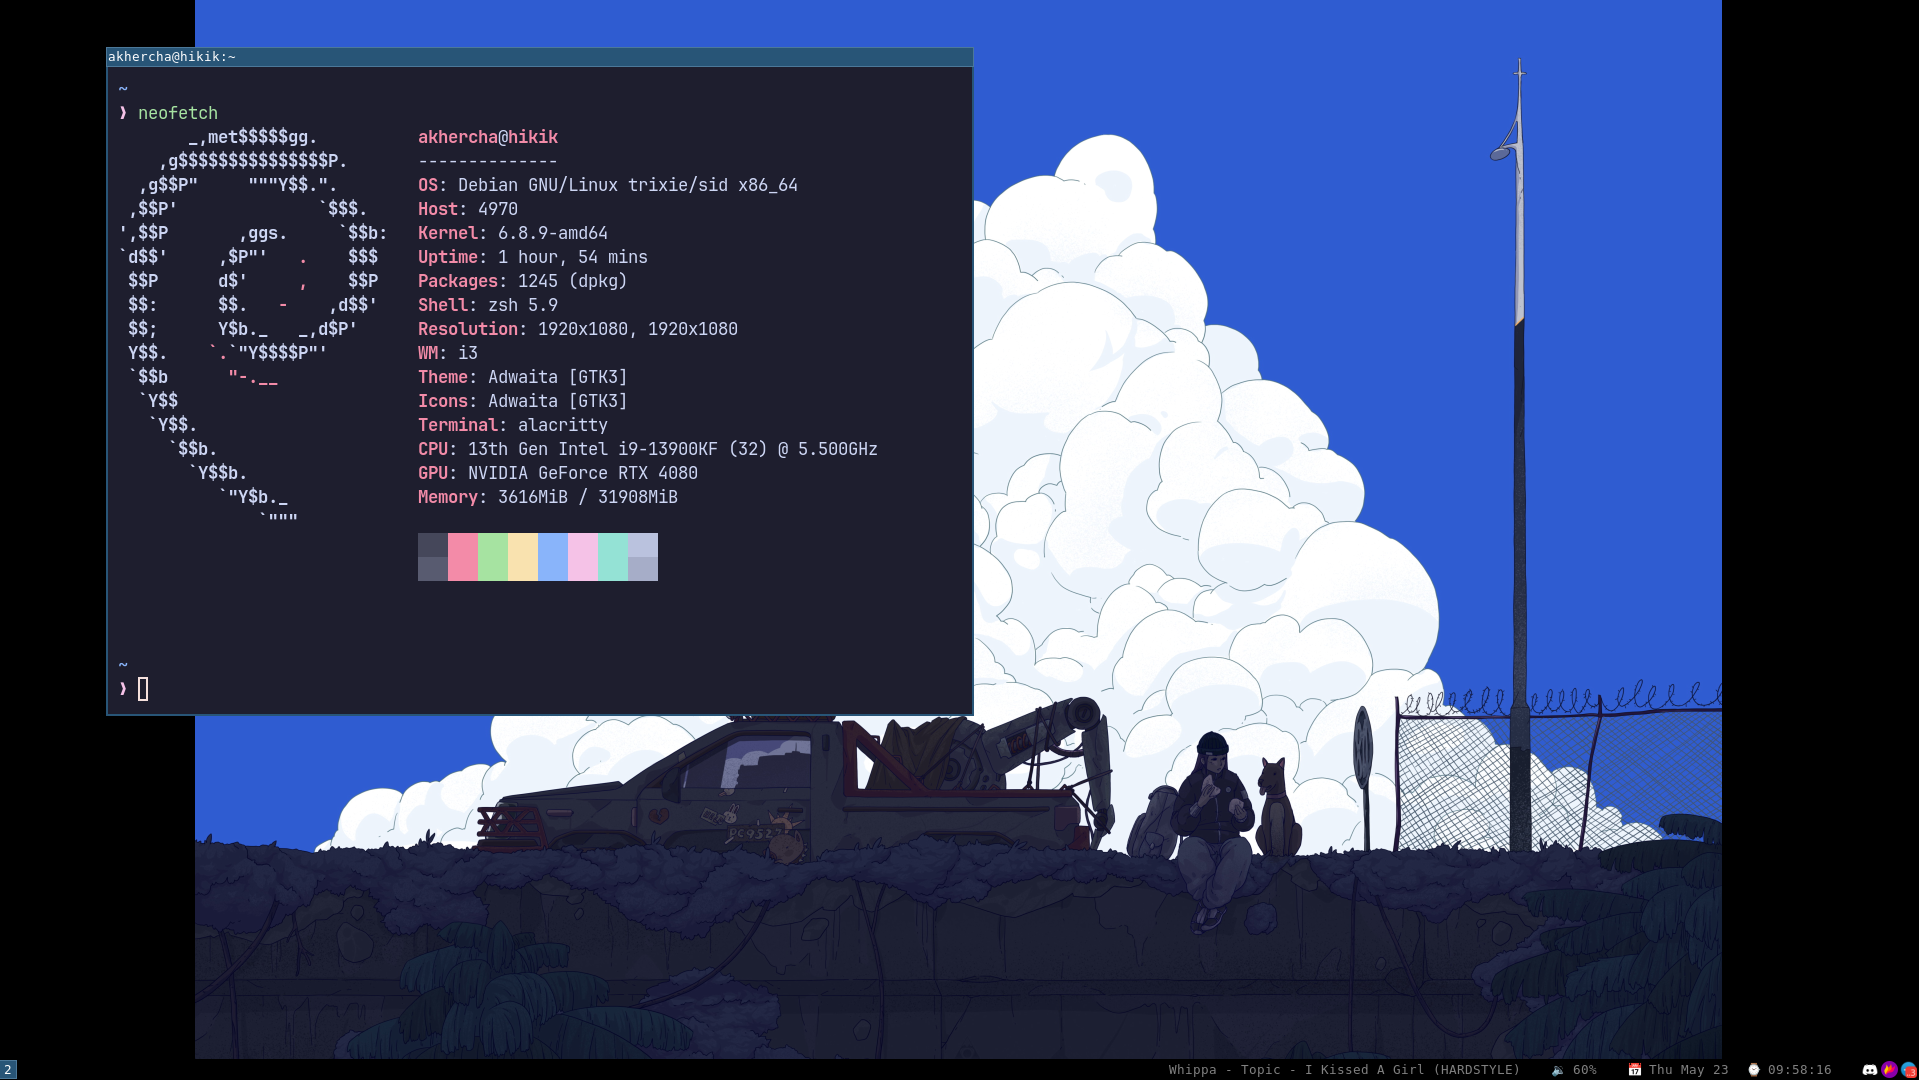 akhercha@hikik:~
~
❱ neofetch
       _,met$$$$$gg.          akhercha@hikik
    ,g$$$$$$$$$$$$$$$P.       --------------
  ,g$$P"     """Y$$.".        OS: Debian GNU/Linux trixie/sid x86_64
 ,$$P'              `$$$.     Host: 4970
',$$P       ,ggs.     `$$b:   Kernel: 6.8.9-amd64
`d$$'     ,$P"'   .    $$$    Uptime: 1 hour, 54 mins
 $$P      d$'     ,    $$P    Packages: 1245 (dpkg)
 $$:      $$.   -    ,d$$'    Shell: zsh 5.9
 $$;      Y$b._   _,d$P'      Resolution: 1920x1080, 1920x1080
 Y$$.    `.`"Y$$$$P"'         WM: i3
 `$$b      "-.__              Theme: Adwaita [GTK3]
  `Y$$                        Icons: Adwaita [GTK3]
   `Y$$.                      Terminal: alacritty
     `$$b.                    CPU: 13th Gen Intel i9-13900KF (32) @ 5.500GHz
       `Y$$b.                 GPU: NVIDIA GeForce RTX 4080
          `"Y$b._             Memory: 3616MiB / 31908MiB
              `"""
~
❱
2
Whippa - Topic - I Kissed A Girl (HARDSTYLE) 🔉 60% 📅 Thu May 23 ⌚ 09:58:16